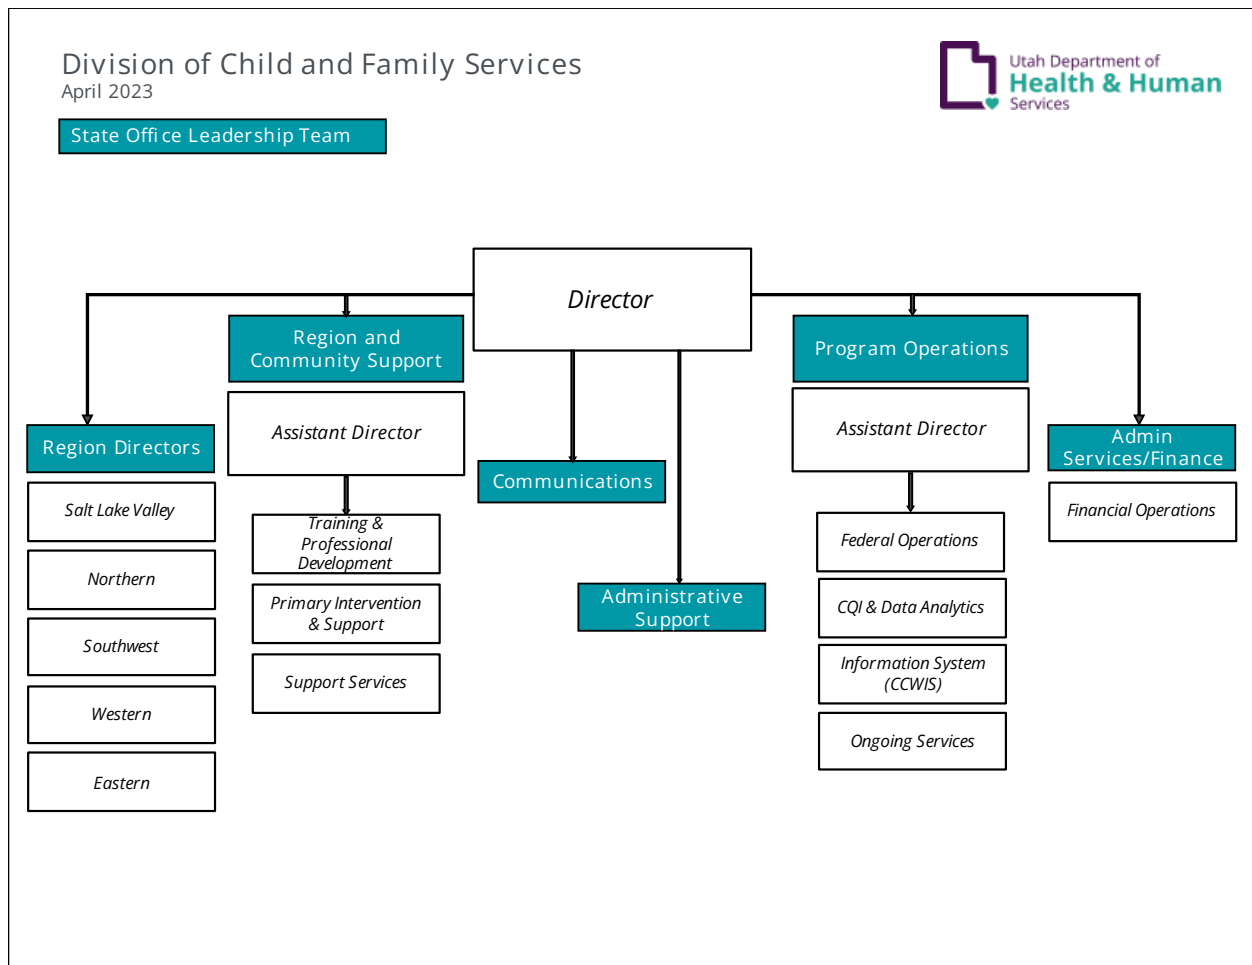 Division of Child and Family Services
April 2023
State Office Leadership Team
Utah Department of
Health & Human
Services
Director
Region and
Community Support
Program Operations
Assistant Director
Assistant Director
Region Directors
Admin
Services/Finance
Communications
Salt Lake Valley
Northern
Southwest
Western
Eastern
Training &
Professional
Development
Primary Intervention
& Support
Support Services
Administrative
Support
Federal Operations
CQI & Data Analytics
Information System
(CCWIS)
Ongoing Services
Financial Operations